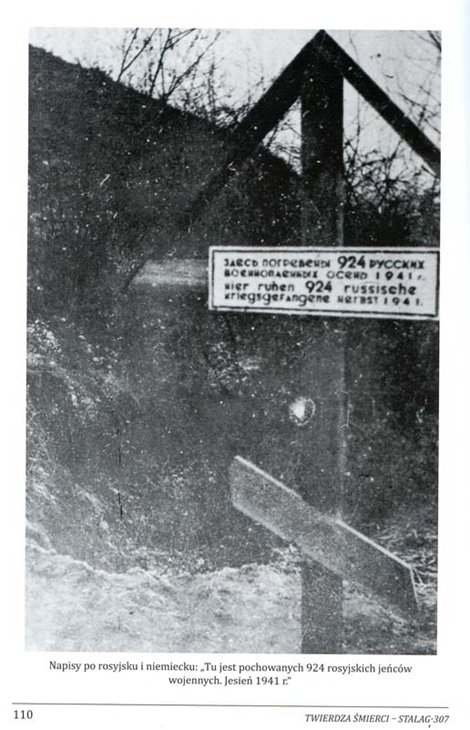 ЗДЕСЬ ПОГРЕБЕНЫ 924 РУССКИХ
ВОЕННОПЛЕННЫХ ОСЕНЬ 1941 г.
Hier ruhen 924 russische
Kriegsgefangene Herbst 1941.
Napisy po rosyjsku i niemiecku: „Tu jest pochowanych 924 rosyjskich jeńców
wojennych. Jesień 1941 r.”
110
TWIERDZA ŚMIERCI – STALAG-307